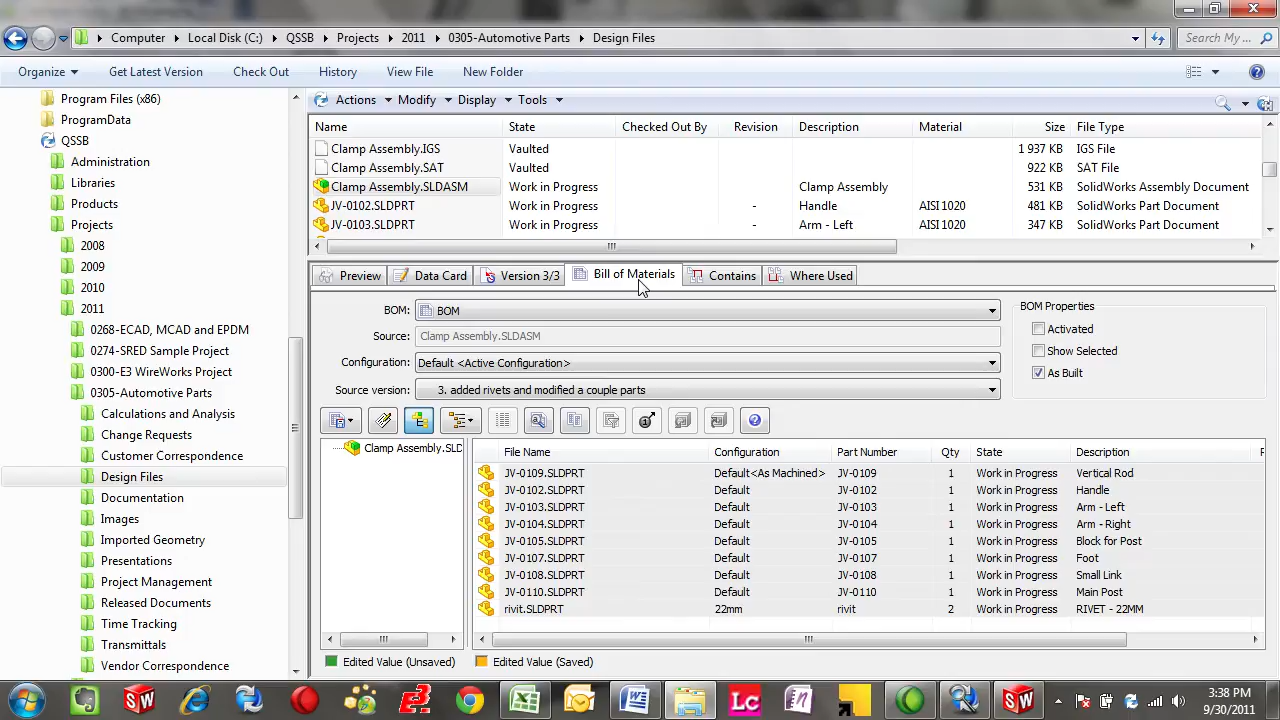 Computer Local Disk (C:) QSSB Projects 2011 0305-Automotive Parts Design Files Search My ...
Organize Get Latest Version Check Out History View File New Folder
Program Files (x86)
ProgramData
QSSB
Administration
Libraries
Products
Projects
2008
2009
2010
2011
0268-ECAD, MCAD and EPDM
0274-SRED Sample Project
0300-E3 WireWorks Project
0305-Automotive Parts
Calculations and Analysis
Change Requests
Customer Correspondence
Design Files
Documentation
Images
Imported Geometry
Presentations
Project Management
Released Documents
Time Tracking
Transmittals
Vendor Correspondence
Actions Modify Display Tools
Name State Checked Out By Revision Description Material Size File Type
Clamp Assembly.IGS Vaulted 1 937 KB IGS File
Clamp Assembly.SAT Vaulted 922 KB SAT File
Clamp Assembly.SLDASM Work in Progress Clamp Assembly 531 KB SolidWorks Assembly Document
JV-0102.SLDPRT Work in Progress - Handle AISI 1020 481 KB SolidWorks Part Document
JV-0103.SLDPRT Work in Progress - Arm - Left AISI 1020 347 KB SolidWorks Part Document
Preview Data Card Version 3/3 Bill of Materials Contains Where Used
BOM: BOM
Source: Clamp Assembly.SLDASM
Configuration: Default <Active Configuration>
Source version: 3. added rivets and modified a couple parts
BOM Properties
Activated
Show Selected
As Built
Clamp Assembly.SLD
File Name Configuration Part Number Qty State Description F
JV-0109.SLDPRT Default<As Machined> JV-0109 1 Work in Progress Vertical Rod
JV-0102.SLDPRT Default JV-0102 1 Work in Progress Handle
JV-0103.SLDPRT Default JV-0103 1 Work in Progress Arm - Left
JV-0104.SLDPRT Default JV-0104 1 Work in Progress Arm - Right
JV-0105.SLDPRT Default JV-0105 1 Work in Progress Block for Post
JV-0107.SLDPRT Default JV-0107 1 Work in Progress Foot
JV-0108.SLDPRT Default JV-0108 1 Work in Progress Small Link
JV-0110.SLDPRT Default JV-0110 1 Work in Progress Main Post
rivit.SLDPRT 22mm rivit 2 Work in Progress RIVET - 22MM
Edited Value (Unsaved) Edited Value (Saved)
SW Lc SW
3:38 PM
9/30/2011